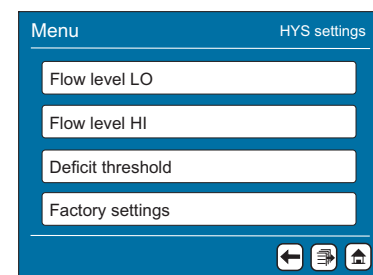 Menu HYS settings
Flow level LO
Flow level HI
Deficit threshold
Factory settings